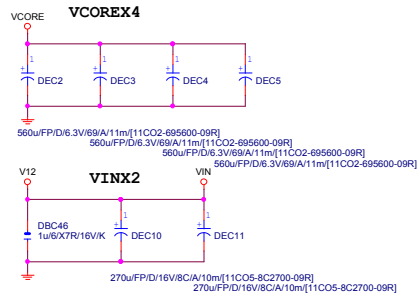 VCOREX4
VCORE
1 1 1 1
+ + + +
DEC2 DEC3 DEC4 DEC5
560u/FP/D/6.3V/69/A/11m/[11CO2-695600-09R]
560u/FP/D/6.3V/69/A/11m/[11CO2-695600-09R]
560u/FP/D/6.3V/69/A/11m/[11CO2-695600-09R]
560u/FP/D/6.3V/69/A/11m/[11CO2-695600-09R]
V12 VINX2 VIN
1 1
+ +
DBC46
1u/6/X7R/16V/K DEC10 DEC11
270u/FP/D/16V/8C/A/10m/[11CO5-8C2700-09R]
270u/FP/D/16V/8C/A/10m/[11CO5-8C2700-09R]